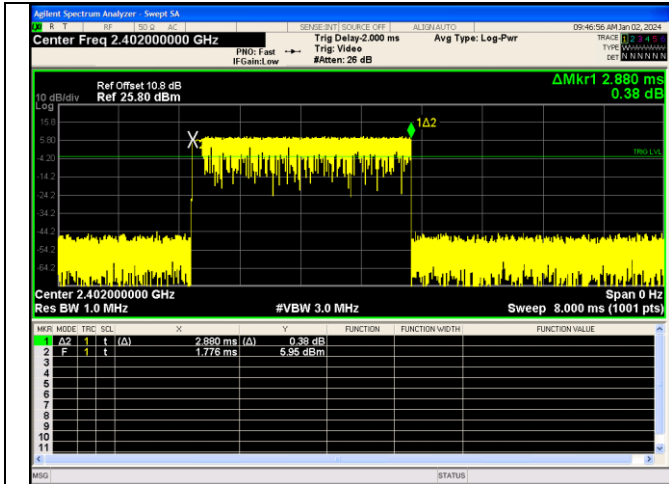 Agilent Spectrum Analyzer - Swept SA
R T RF 50 Ω AC SENSE:INT SOURCE OFF ALIGN AUTO 09:46:56 AM Jan 02, 2024
Center Freq 2.402000000 GHz
PNO: Fast
IFGain:Low
Trig Delay-2.000 ms
Trig: Video
#Atten: 26 dB
Avg Type: Log-Pwr
TRACE 1 2 3 4 5 6
TYPE W
DET N N N N N N
ΔMkr1 2.880 ms
0.38 dB
Ref Offset 10.8 dB
10 dB/div Ref 25.80 dBm
Log
15.8
5.80
-4.20
-14.2
-24.2
-34.2
-44.2
-54.2
-64.2
X
1Δ2
TRIG LVL
Center 2.402000000 GHz Span 0 Hz
Res BW 1.0 MHz #VBW 3.0 MHz Sweep 8.000 ms (1001 pts)
MKR MODE TRC SCL X Y FUNCTION FUNCTION WIDTH FUNCTION VALUE
1 Δ2 1 t (Δ) 2.880 ms (Δ) 0.38 dB
2 F 1 t 1.776 ms 5.95 dBm
3
4
5
6
7
8
9
10
11
MSG STATUS